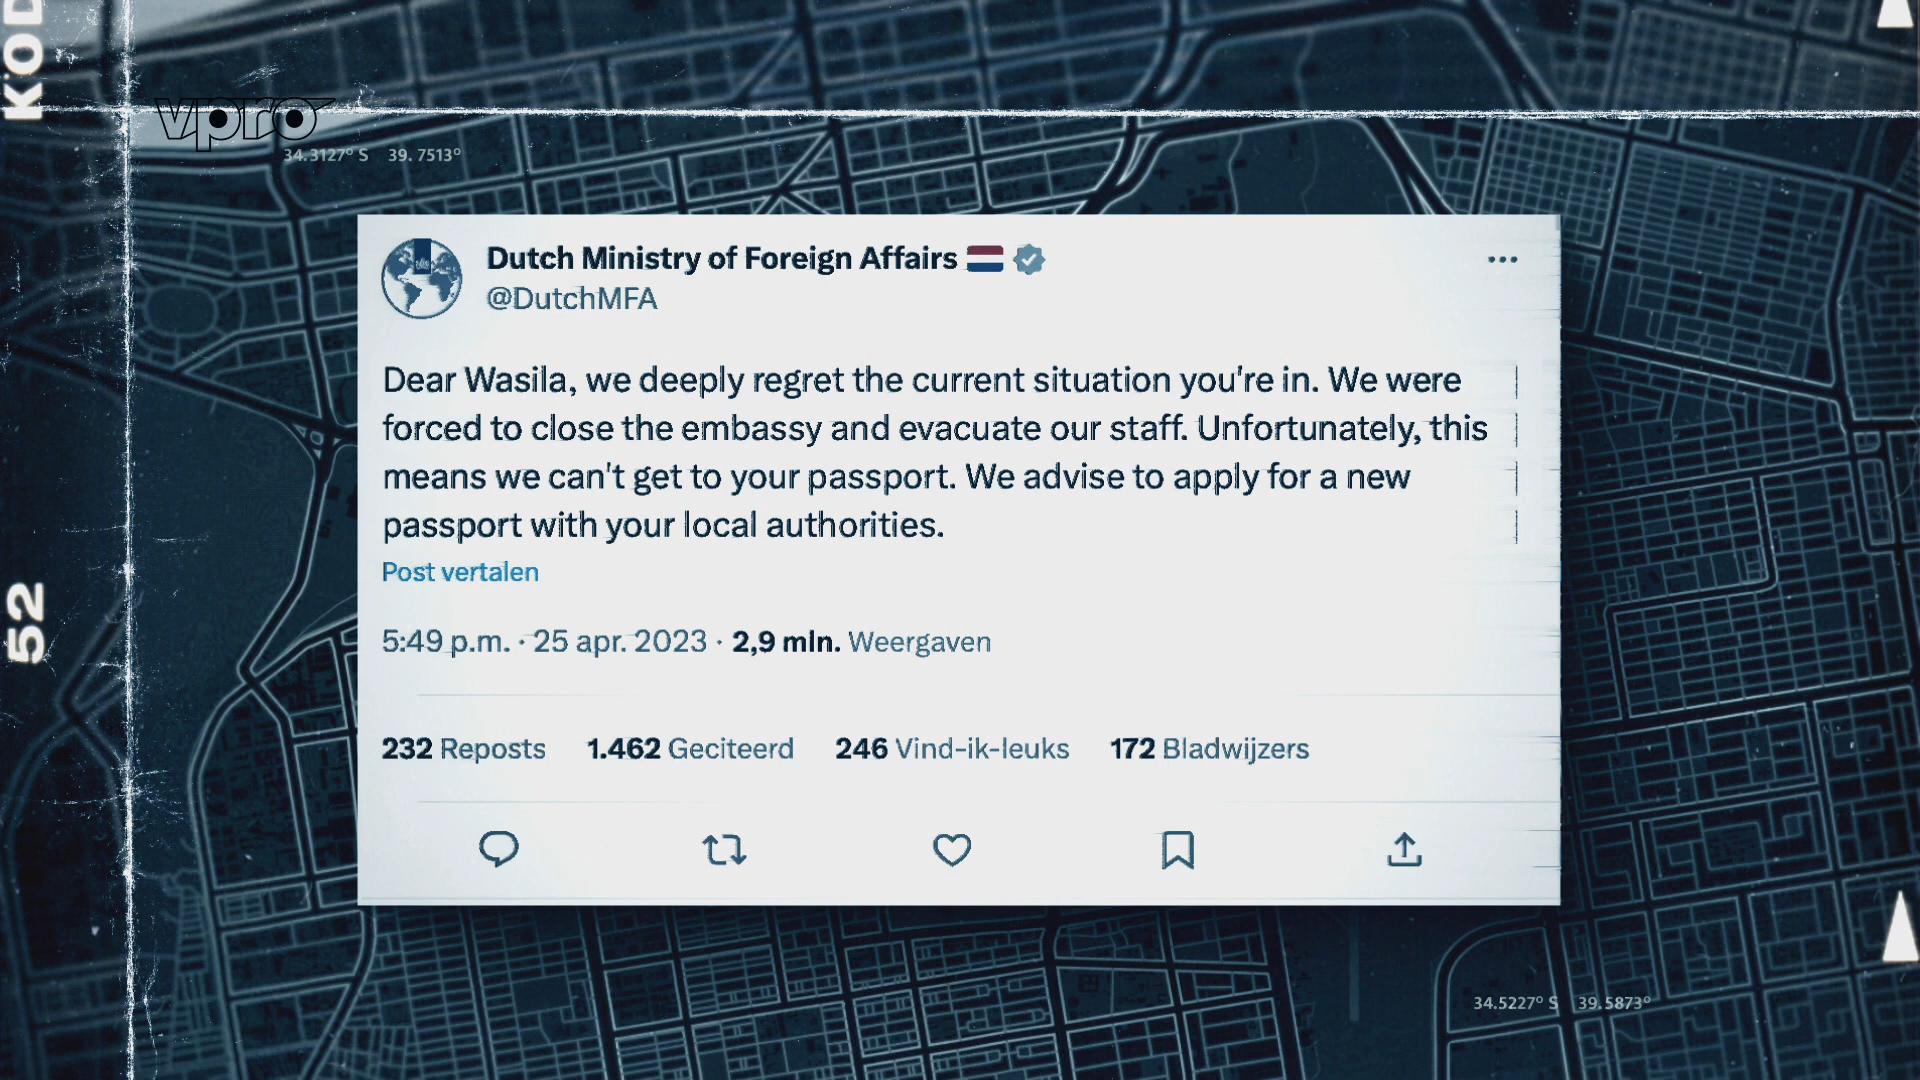 KOD
vpro
34.3127° S 39.7513°
Dutch Ministry of Foreign Affairs
@DutchMFA
Dear Wasila, we deeply regret the current situation you're in. We were
forced to close the embassy and evacuate our staff. Unfortunately, this
means we can't get to your passport. We advise to apply for a new
passport with your local authorities.
Post vertalen
52
5:49 p.m. · 25 apr. 2023 · 2,9 mln. Weergaven
232 Reposts 1.462 Geciteerd 246 Vind-ik-leuks 172 Bladwijzers
34.5227° S 39.5873°